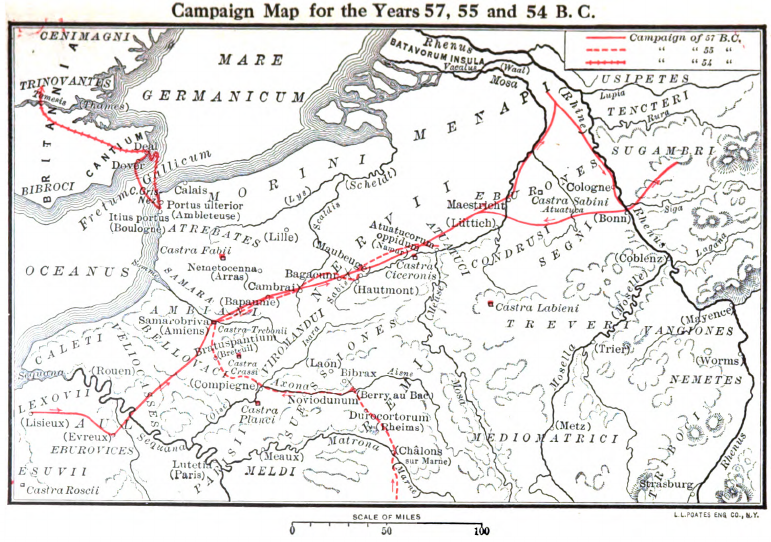 Campaign Map for the Years 57, 55 and 54 B. C.
Campaign of 57 B.C.
" " 55 "
" " 54 "
CENIMAGNI
MARE
GERMANICUM
BRITANNIA
TRINOVANTES
Tamesis (Thames)
CANTIUM
Deal
Dover
BIBROCI
Fretum Gallicum
C. Gris Nez
Calais
Portus ulterior
(Ambleteuse)
Itius portus
(Boulogne)
OCEANUS
Rhenus
BATAVORUM INSULA
Vacalus (Waal)
Mosa
MENAPII
(Rhine)
USIPETES
Lupia
TENCTERI
Rura
SUGAMBRI
MORINI
(Lys)
(Scheldt)
Scaldis
ATREBATES
(Lille)
Castra Fabii
Nemetocenna
(Arras)
NERVII
EBURONES
Castra Sabini
Atuatuca
Cologne
Maestricht
(Littich)
(Bonn)
Rhenus
Siga
Logana
Atuatucorum
oppidum
(Namur)
ATUATUCI
CONDRUSI
SEGNI
Coblenz
(Maubeuge)
Bagacum
Sabis
(Hautmont)
Castra
Ciceronis
(Cambrai)
(Bapaume)
SAMARA
AMBIANI
Samarobriva
(Amiens)
Castra Trebonii
Bratuspantium
(Breteuil)
Castra
Crassi
BELLOVACI
VIROMANDUI
Isara
CALETI
VELIOCASSES
(Rouen)
Sequana
LEXOVII
(Lisieux)
AULERCI
(Evreux)
EBUROVICES
ESUVII
Castra Roscii
(Compiegne)
(Oise)
Castra
Planci
(Laon)
Bibrax
Aisne
Axona
Noviodunum
(Berry au Bac)
SUESSIONES
REMI
Durocortorum
(Rheims)
Matrona
(Marne)
Châlons
sur Marne
Sequana
Lutetia
(Paris)
PARISII
Meaux
MELDI
(Meuse)
Mosa
Castra Labieni
TREVERI
(Moselle)
Mosella
(Trier)
(Mayence)
VANGIONES
(Worms)
NEMETES
(Metz)
MEDIOMATRICI
TRIBOCI
Strasburg
Rhenus
L.L. POATES ENG. CO., N.Y.
SCALE OF MILES
0 50 100